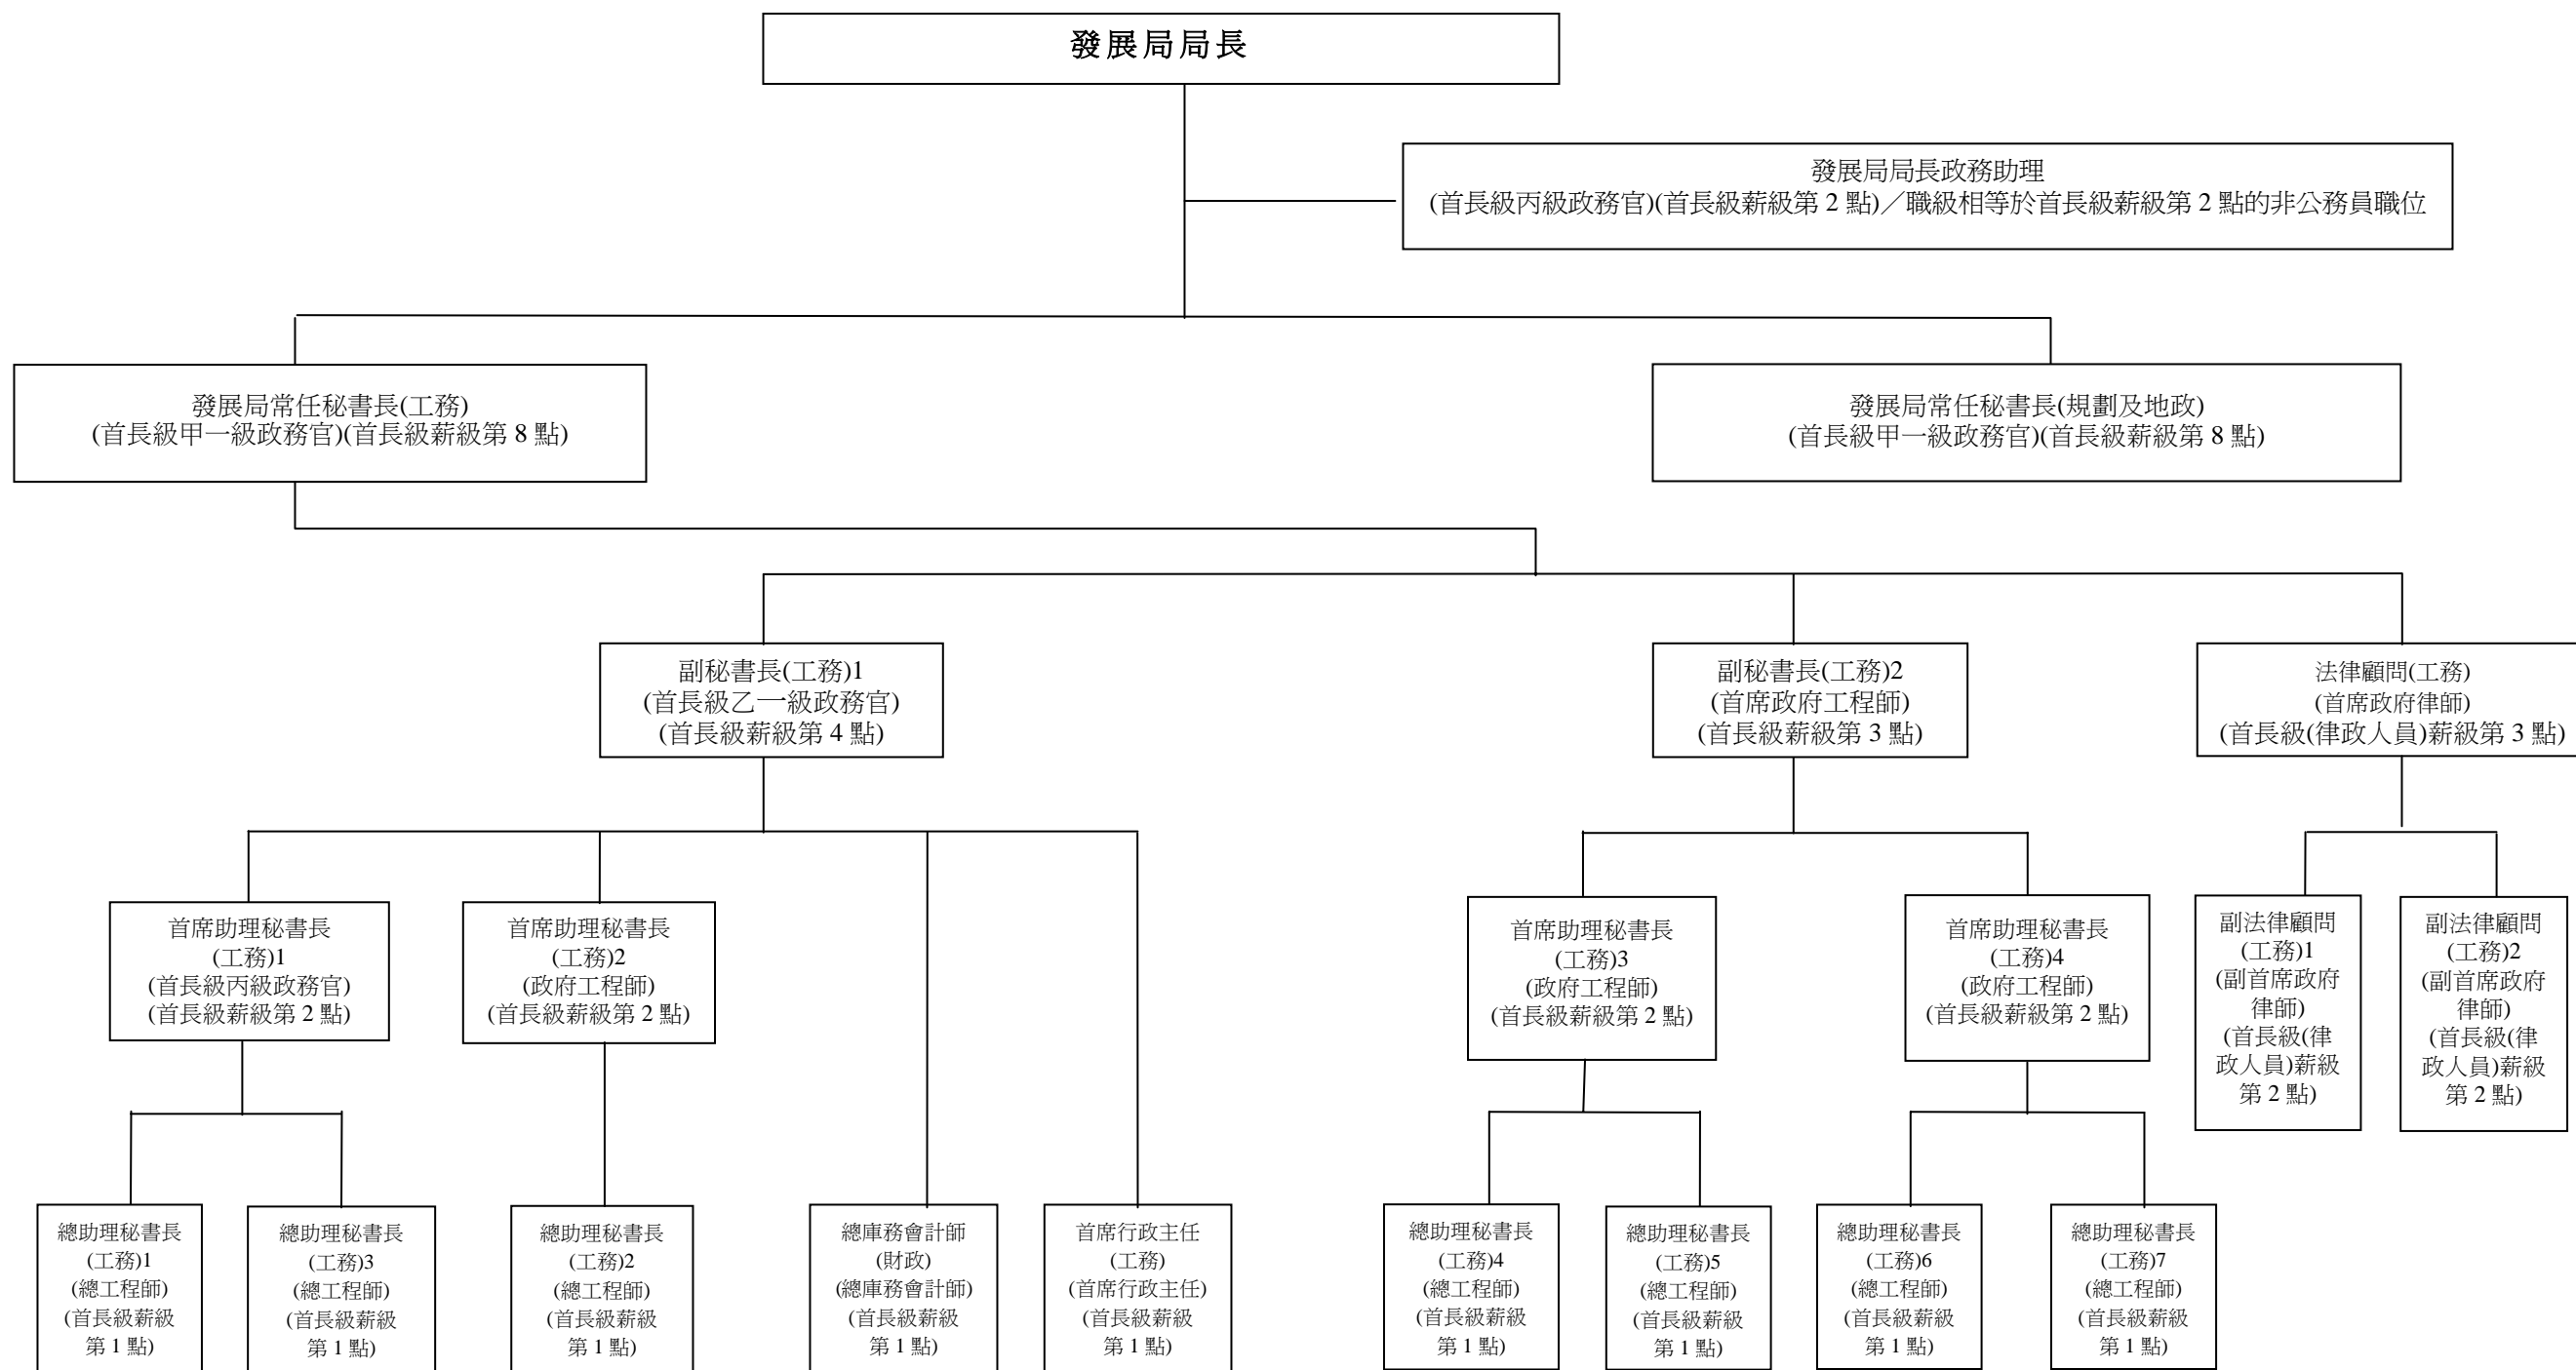 發展局局長
發展局局長政務助理
(首長級丙級政務官)(首長級薪級第 2 點)／職級相等於首長級薪級第 2 點的非公務員職位
發展局常任秘書長(工務)
(首長級甲一級政務官)(首長級薪級第 8 點)
發展局常任秘書長(規劃及地政)
(首長級甲一級政務官)(首長級薪級第 8 點)
副秘書長(工務)1
(首長級乙一級政務官)
(首長級薪級第 4 點)
副秘書長(工務)2
(首席政府工程師)
(首長級薪級第 3 點)
法律顧問(工務)
(首席政府律師)
(首長級(律政人員)薪級第 3 點)
首席助理秘書長
(工務)1
(首長級丙級政務官)
(首長級薪級第 2 點)
首席助理秘書長
(工務)2
(政府工程師)
(首長級薪級第 2 點)
首席助理秘書長
(工務)3
(政府工程師)
(首長級薪級第 2 點)
首席助理秘書長
(工務)4
(政府工程師)
(首長級薪級第 2 點)
副法律顧問
(工務)1
(副首席政府
律師)
(首長級(律
政人員)薪級
第 2 點)
副法律顧問
(工務)2
(副首席政府
律師)
(首長級(律
政人員)薪級
第 2 點)
總助理秘書長
(工務)1
(總工程師)
(首長級薪級
第 1 點)
總助理秘書長
(工務)3
(總工程師)
(首長級薪級
第 1 點)
總助理秘書長
(工務)2
(總工程師)
(首長級薪級
第 1 點)
總庫務會計師
(財政)
(總庫務會計師)
(首長級薪級
第 1 點)
首席行政主任
(工務)
(首席行政主任)
(首長級薪級
第 1 點)
總助理秘書長
(工務)4
(總工程師)
(首長級薪級
第 1 點)
總助理秘書長
(工務)5
(總工程師)
(首長級薪級
第 1 點)
總助理秘書長
(工務)6
(總工程師)
(首長級薪級
第 1 點)
總助理秘書長
(工務)7
(總工程師)
(首長級薪級
第 1 點)